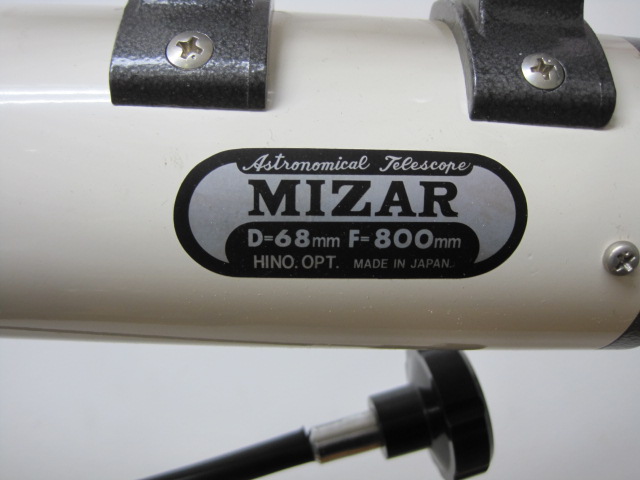 Astronomical Telescope
MIZAR
D=68mm F=800mm
HINO.OPT. MADE IN JAPAN.